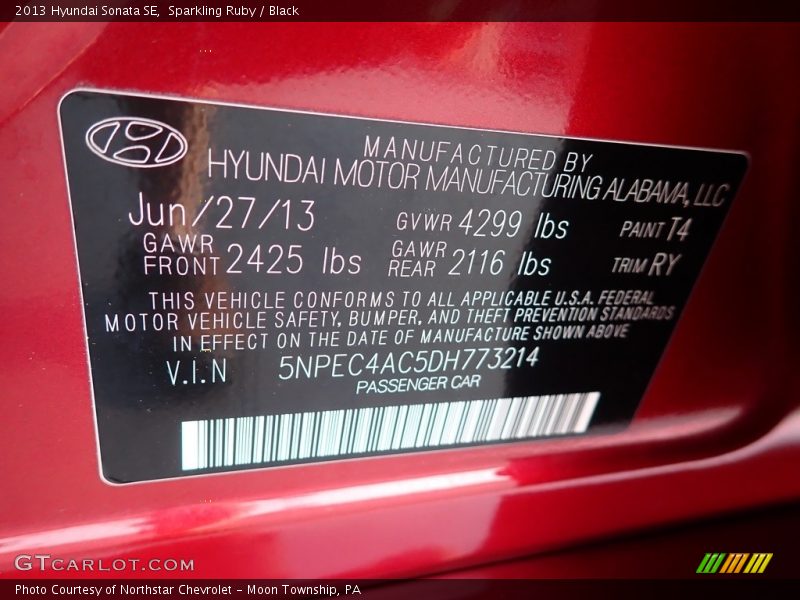 2013 Hyundai Sonata SE,  Sparkling Ruby / Black
MANUFACTURED BY
HYUNDAI MOTOR MANUFACTURING ALABAMA, LLC
Jun/27/13 GVWR 4299 lbs PAINT T4
GAWR FRONT 2425 lbs GAWR REAR 2116 lbs TRIM RY
THIS VEHICLE CONFORMS TO ALL APPLICABLE U.S.A. FEDERAL
MOTOR VEHICLE SAFETY, BUMPER, AND THEFT PREVENTION STANDARDS
IN EFFECT ON THE DATE OF MANUFACTURE SHOWN ABOVE
V.I.N 5NPEC4AC5DH773214
PASSENGER CAR
GTCARLOT.COM
Photo Courtesy of Northstar Chevrolet - Moon Township, PA